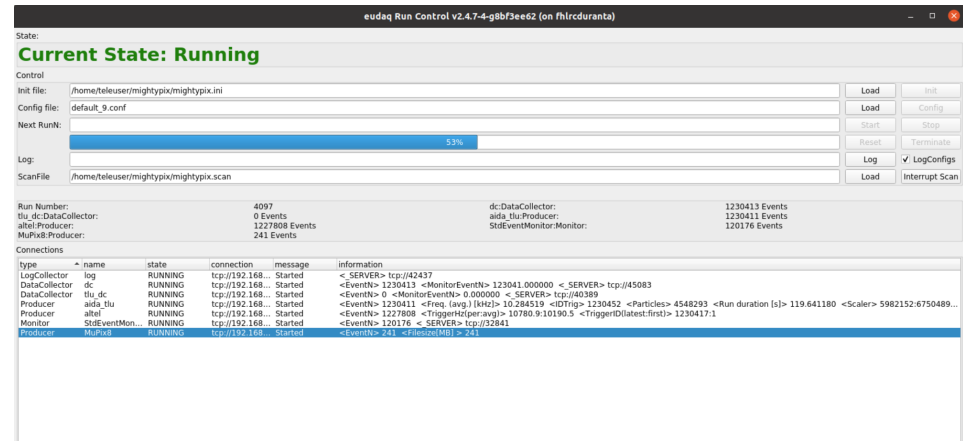 eudaq Run Control v2.4.7-4-g8bf3ee62 (on fhlrcduranta)
State:
Current State: Running
Control
Init file: /home/teleuser/mightypix/mightypix.ini Load Init
Config file: default_9.conf Load Config
Next RunN: Start Stop
53% Reset Terminate
Log: Log LogConfigs
ScanFile /home/teleuser/mightypix/mightypix.scan Load Interrupt Scan
Run Number: 4097 dc:DataCollector: 1230413 Events
tlu_dc:DataCollector: 0 Events aida_tlu:Producer: 1230411 Events
altel:Producer: 1227808 Events StdEventMonitor:Monitor: 120176 Events
MuPix8:Producer: 241 Events
Connections
type name state connection message information
LogCollector log RUNNING tcp://192.168... Started <_SERVER> tcp://42437
DataCollector dc RUNNING tcp://192.168... Started <EventN> 1230413 <MonitorEventN> 123041.000000 <_SERVER> tcp://45083
DataCollector tlu_dc RUNNING tcp://192.168... Started <EventN> 0 <MonitorEventN> 0.000000 <_SERVER> tcp://40389
Producer aida_tlu RUNNING tcp://192.168... Started <EventN> 1230411 <Freq. (avg.) [kHz]> 10.284519 <IDTrig> 1230452 <Particles> 4548293 <Run duration [s]> 119.641180 <Scaler> 5982152:6750489...
Producer altel RUNNING tcp://192.168... Started <EventN> 1227808 <TriggerHz(per:avg)> 10780.9:10190.5 <TriggerID(latest:first)> 1230417:1
Monitor StdEventMon... RUNNING tcp://192.168... Started <EventN> 120176 <_SERVER> tcp://32841
Producer MuPix8 RUNNING tcp://192.168... Started <EventN> 241 <Filesize[MB] > 241